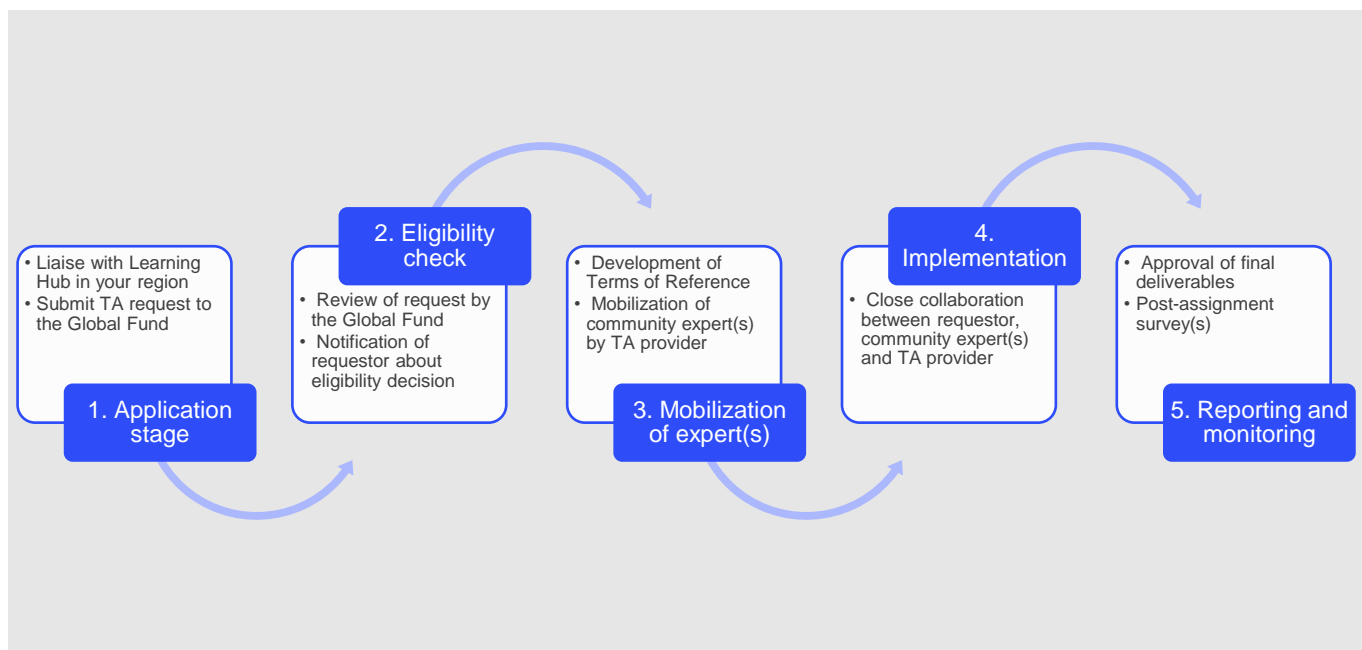 • Liaise with Learning
Hub in your region
• Submit TA request to
the Global Fund
1. Application
stage
2. Eligibility
check
• Review of request by
the Global Fund
• Notification of
requestor about
eligibility decision
• Development of
Terms of Reference
• Mobilization of
community expert(s)
by TA provider
3. Mobilization
of expert(s)
4.
Implementation
• Close collaboration
between requestor,
community expert(s)
and TA provider
• Approval of final
deliverables
• Post-assignment
survey(s)
5. Reporting and
monitoring